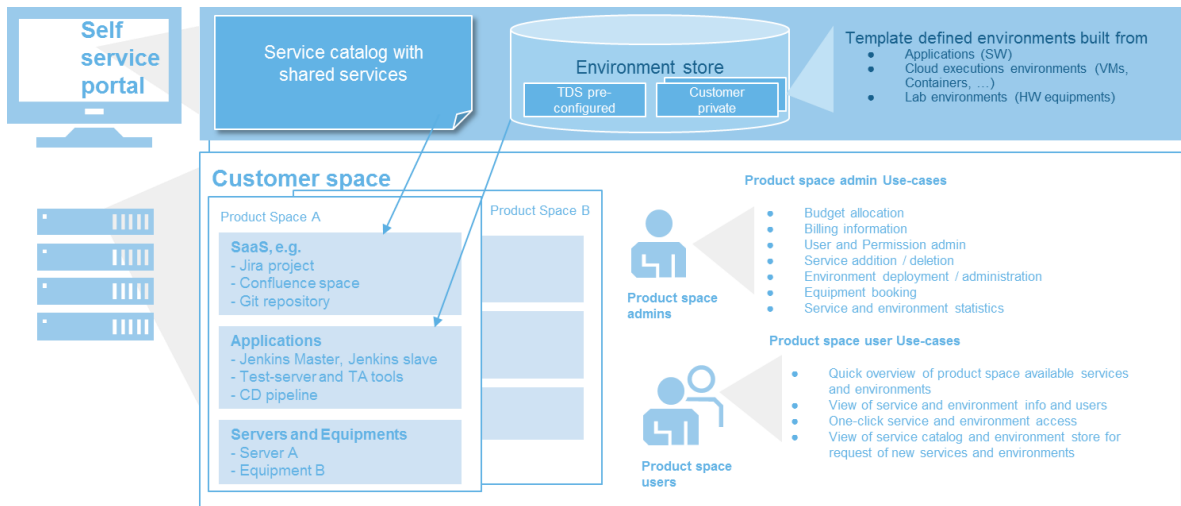 Self
service
portal
Service catalog with
shared services
Environment store
TDS pre-
configured
Customer
private
Template defined environments built from
● Applications (SW)
● Cloud executions environments (VMs,
Containers, …)
● Lab environments (HW equipments)
Customer space
Product Space A
SaaS, e.g.
- Jira project
- Confluence space
- Git repository
Applications
- Jenkins Master, Jenkins slave
- Test-server and TA tools
- CD pipeline
Servers and Equipments
- Server A
- Equipment B
Product Space B
Product space
admins
Product space admin Use-cases
● Budget allocation
● Billing information
● User and Permission admin
● Service addition / deletion
● Environment deployment / administration
● Equipment booking
● Service and environment statistics
Product space
users
Product space user Use-cases
● Quick overview of product space available services
and environments
● View of service and environment info and users
● One-click service and environment access
● View of service catalog and environment store for
request of new services and environments